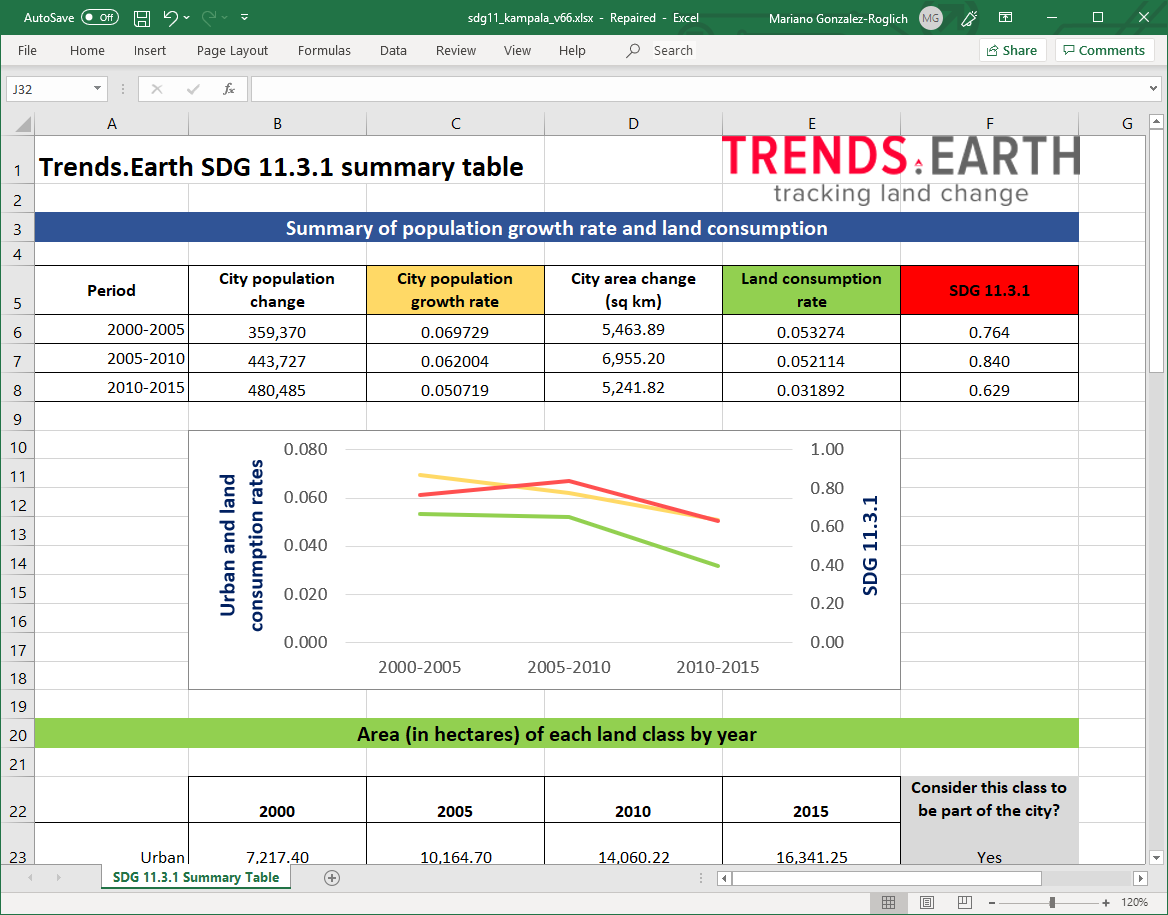 AutoSave Off sdg11_kampala_v66.xlsx - Repaired - Excel Mariano Gonzalez-Roglich MG
File Home Insert Page Layout Formulas Data Review View Help Search Share Comments
J32 fx
A B C D E F G
1 Trends.Earth SDG 11.3.1 summary table TRENDS.EARTH
tracking land change
2
3 Summary of population growth rate and land consumption
4
5 Period City population change City population growth rate City area change (sq km) Land consumption rate SDG 11.3.1
6 2000-2005 359,370 0.069729 5,463.89 0.053274 0.764
7 2005-2010 443,727 0.062004 6,955.20 0.052114 0.840
8 2010-2015 480,485 0.050719 5,241.82 0.031892 0.629
9
10
11
12
13
14
15
16
17
18
Urban and land
consumption rates
0.080
0.060
0.040
0.020
0.000
1.00
0.80
0.60
0.40
0.20
0.00
SDG 11.3.1
2000-2005 2005-2010 2010-2015
19
20 Area (in hectares) of each land class by year
21
22 2000 2005 2010 2015 Consider this class to be part of the city?
23 Urban 7,217.40 10,164.70 14,060.22 16,341.25 Yes
SDG 11.3.1 Summary Table
120%